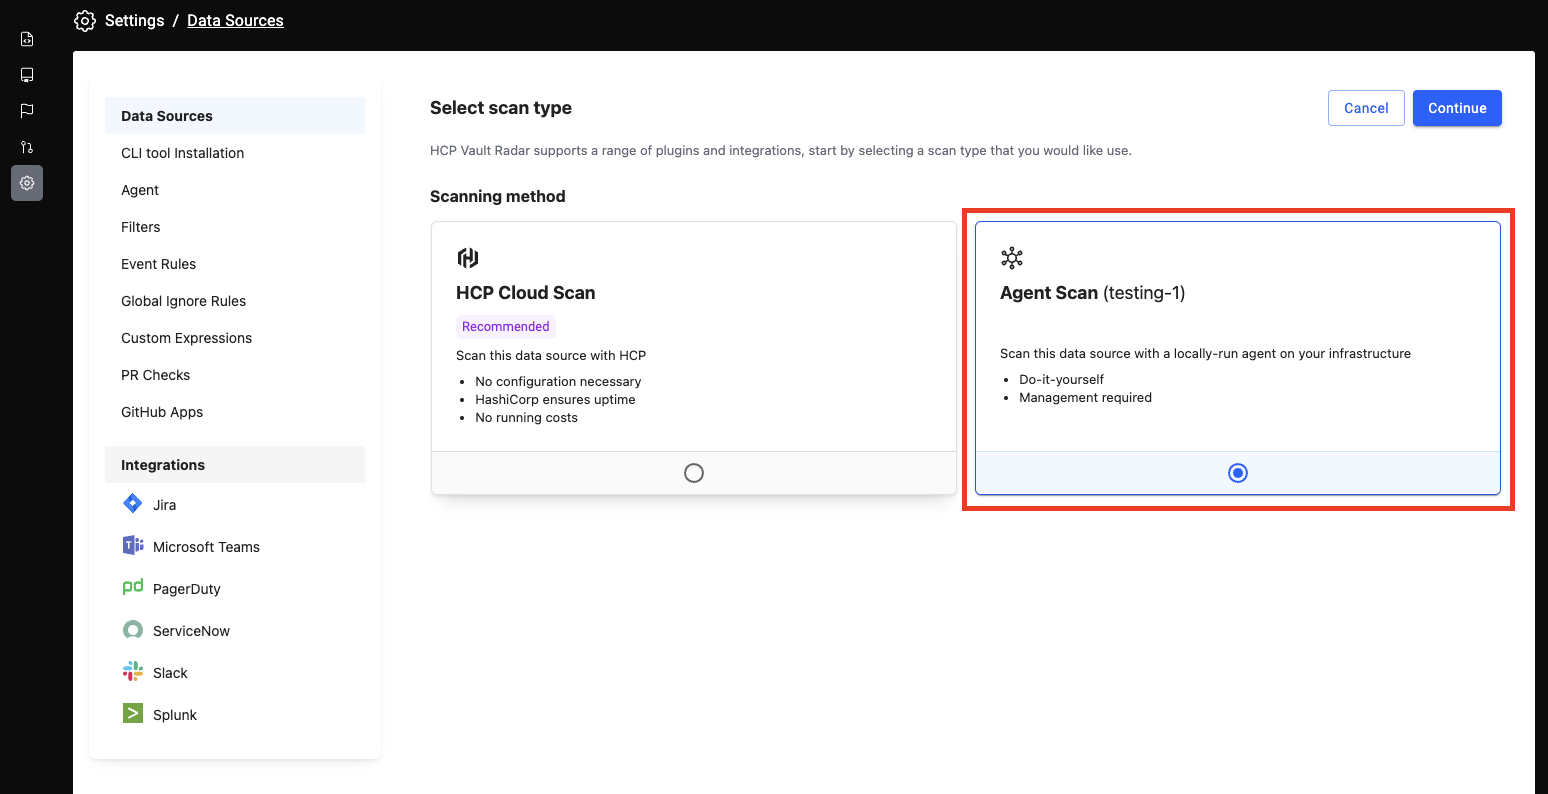 Settings / Data Sources
Data Sources
CLI tool Installation
Agent
Filters
Event Rules
Global Ignore Rules
Custom Expressions
PR Checks
GitHub Apps
Integrations
Jira
Microsoft Teams
PagerDuty
ServiceNow
Slack
Splunk
Select scan type
Cancel
Continue
HCP Vault Radar supports a range of plugins and integrations, start by selecting a scan type that you would like use.
Scanning method
HCP Cloud Scan
Recommended
Scan this data source with HCP
• No configuration necessary
• HashiCorp ensures uptime
• No running costs
Agent Scan (testing-1)
Scan this data source with a locally-run agent on your infrastructure
• Do-it-yourself
• Management required